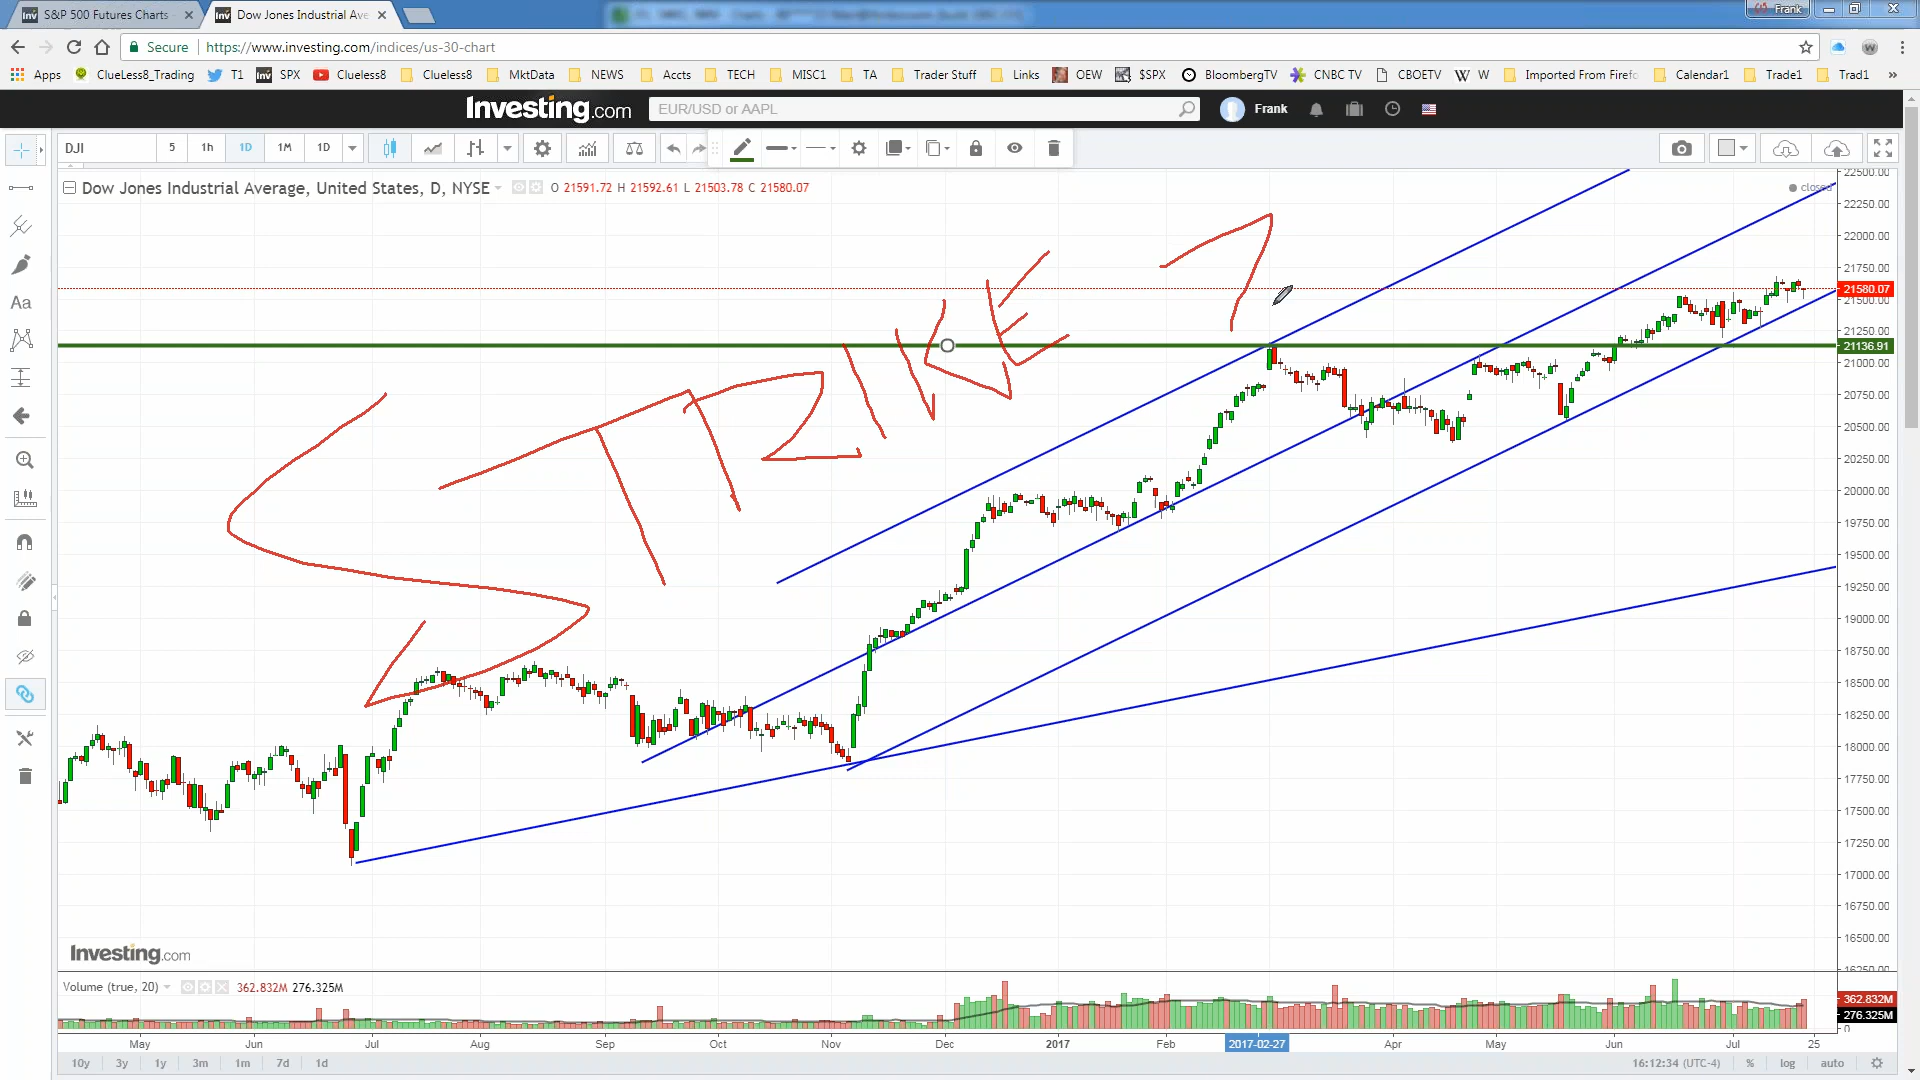 S&P 500 Futures Charts -
Dow Jones Industrial Ave
Frank
Secure
https://www.investing.com/indices/us-30-chart
Apps ClueLess8_Trading T1 SPX Clueless8 Clueless8 MktData NEWS Accts TECH MISC1 TA Trader Stuff Links OEW $SPX BloombergTV CNBC TV CBOETV W Imported From Firefo Calendar1 Trade1 Trad1 »
Investing.com EUR/USD or AAPL Frank
DJI 5 1h 1D 1M 1D
Dow Jones Industrial Average, United States, D, NYSE O 21591.72 H 21592.61 L 21503.78 C 21580.07
closed
Aa
STRIKE 7
22500.00
22250.00
22000.00
21750.00
21580.07
21500.00
21250.00
21136.91
21000.00
20750.00
20500.00
20250.00
20000.00
19750.00
19500.00
19250.00
19000.00
18750.00
18500.00
18250.00
18000.00
17750.00
17500.00
17250.00
17000.00
16750.00
16500.00
16250.00
Investing.com
Volume (true, 20) 362.832M 276.325M
362.832M
276.325M
0
May Jun Jul Aug Sep Oct Nov Dec 2017 Feb 2017-02-27 Apr May Jun Jul 25
10y 3y 1y 3m 1m 7d 1d 16:12:34 (UTC-4) % log auto